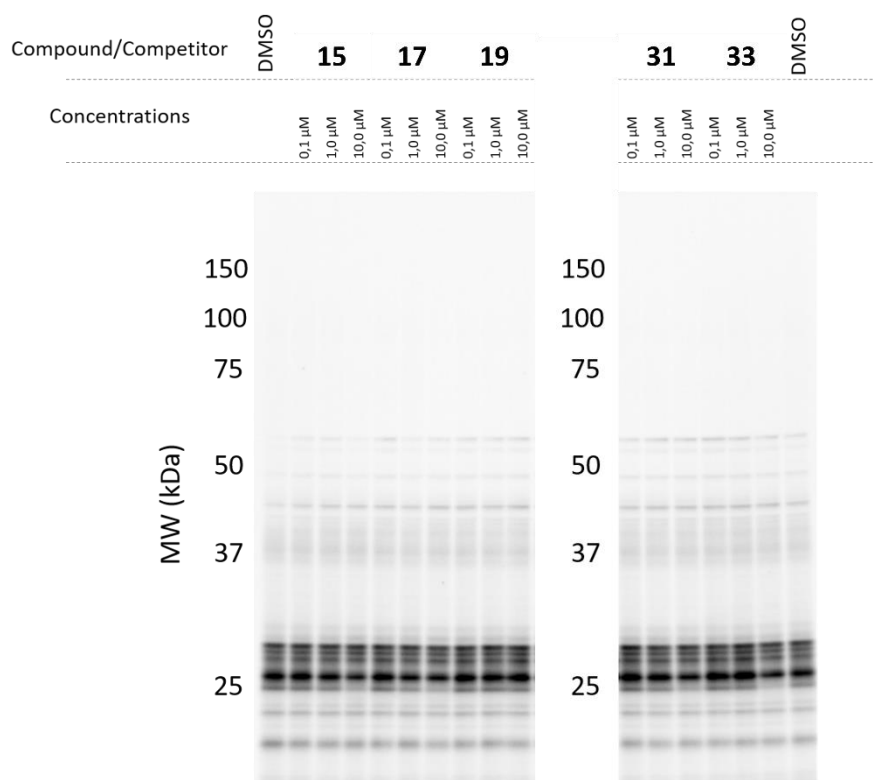 Compound/Competitor DMSO 15 17 19 31 33 DMSO
Concentrations 0,1 µM 1,0 µM 10,0 µM 0,1 µM 1,0 µM 10,0 µM 0,1 µM 1,0 µM 10,0 µM 0,1 µM 1,0 µM 10,0 µM 0,1 µM 1,0 µM 10,0 µM
150 150
100 100
75 75
50 50
37 37
25 25
MW (kDa)